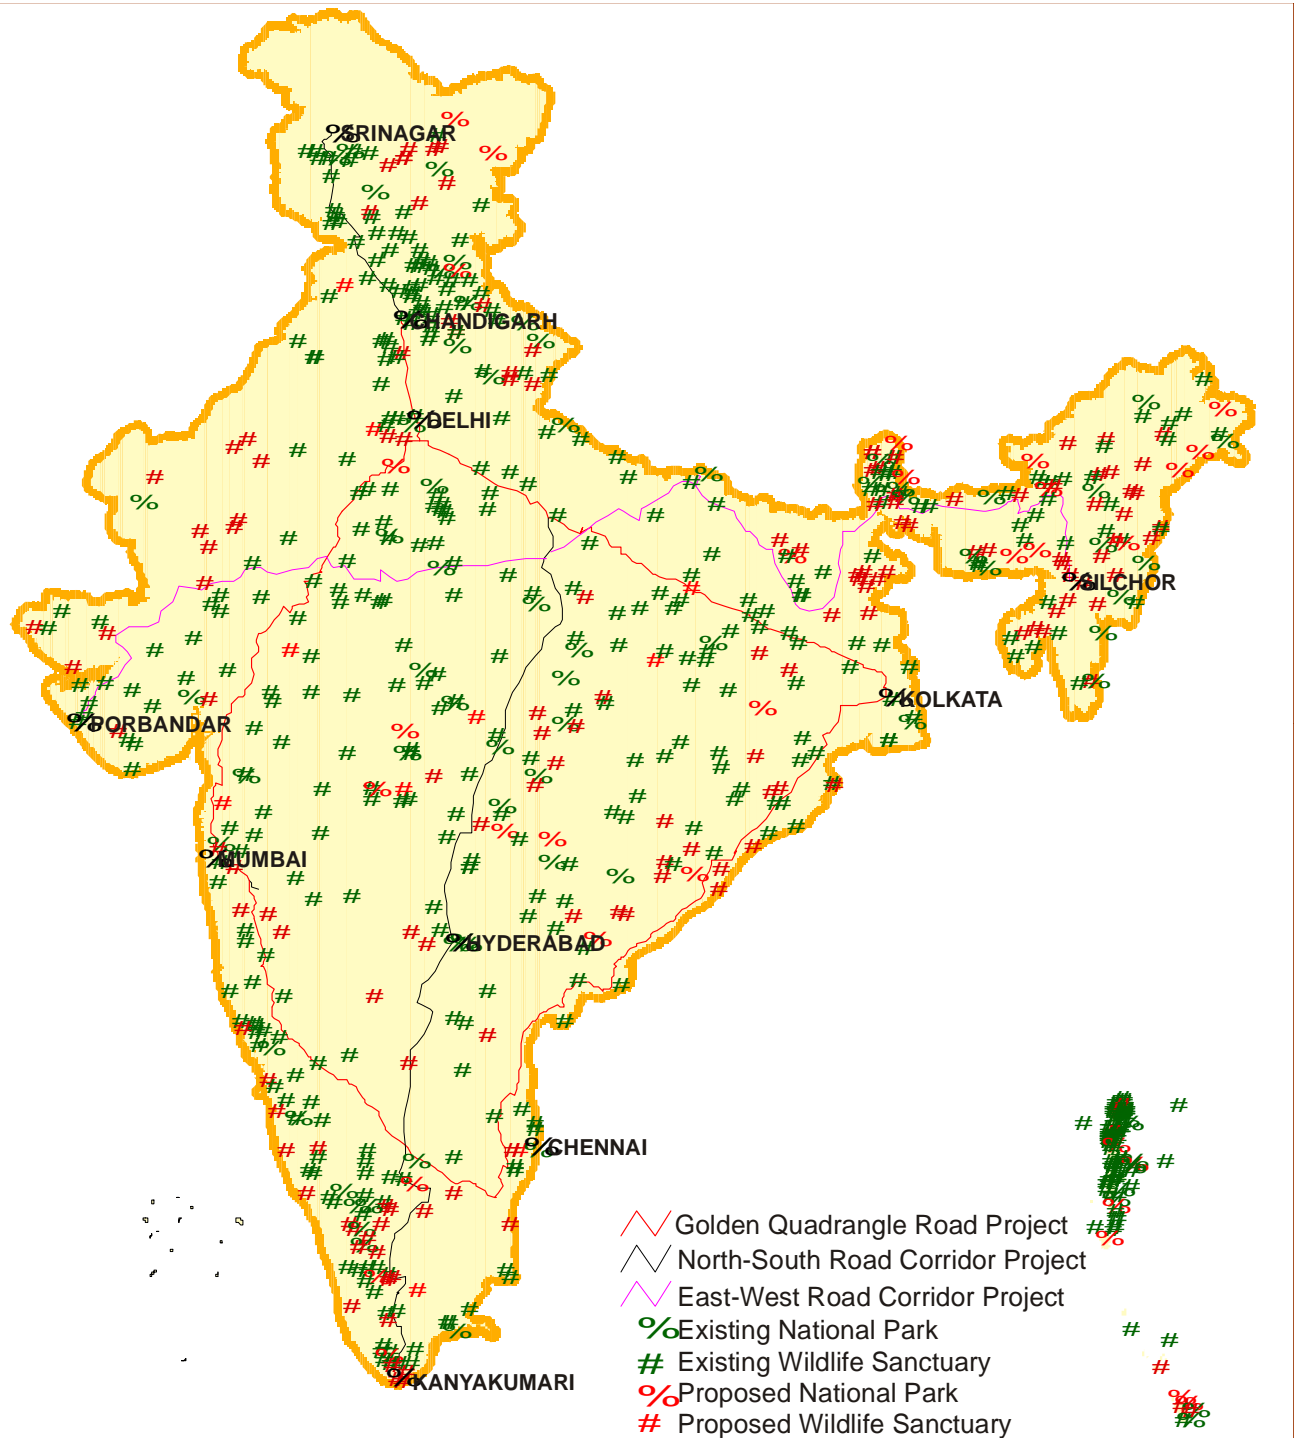 SRINAGAR
CHANDIGARH
DELHI
SILCHOR
KOLKATA
PORBANDAR
MUMBAI
HYDERABAD
CHENNAI
Golden Quadrangle Road Project
North-South Road Corridor Project
East-West Road Corridor Project
% Existing National Park
# Existing Wildlife Sanctuary
KANYAKUMARI
% Proposed National Park
# Proposed Wildlife Sanctuary